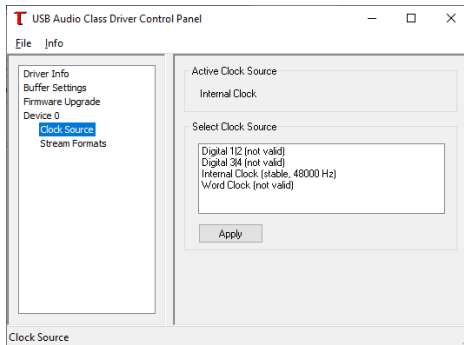 USB Audio Class Driver Control Panel
File Info
Driver Info
Buffer Settings
Firmware Upgrade
Device 0
Clock Source
Stream Formats
Active Clock Source
Internal Clock
Select Clock Source
Digital 1|2 (not valid)
Digital 3|4 (not valid)
Internal Clock (stable, 48000 Hz)
Word Clock (not valid)
Apply
Clock Source